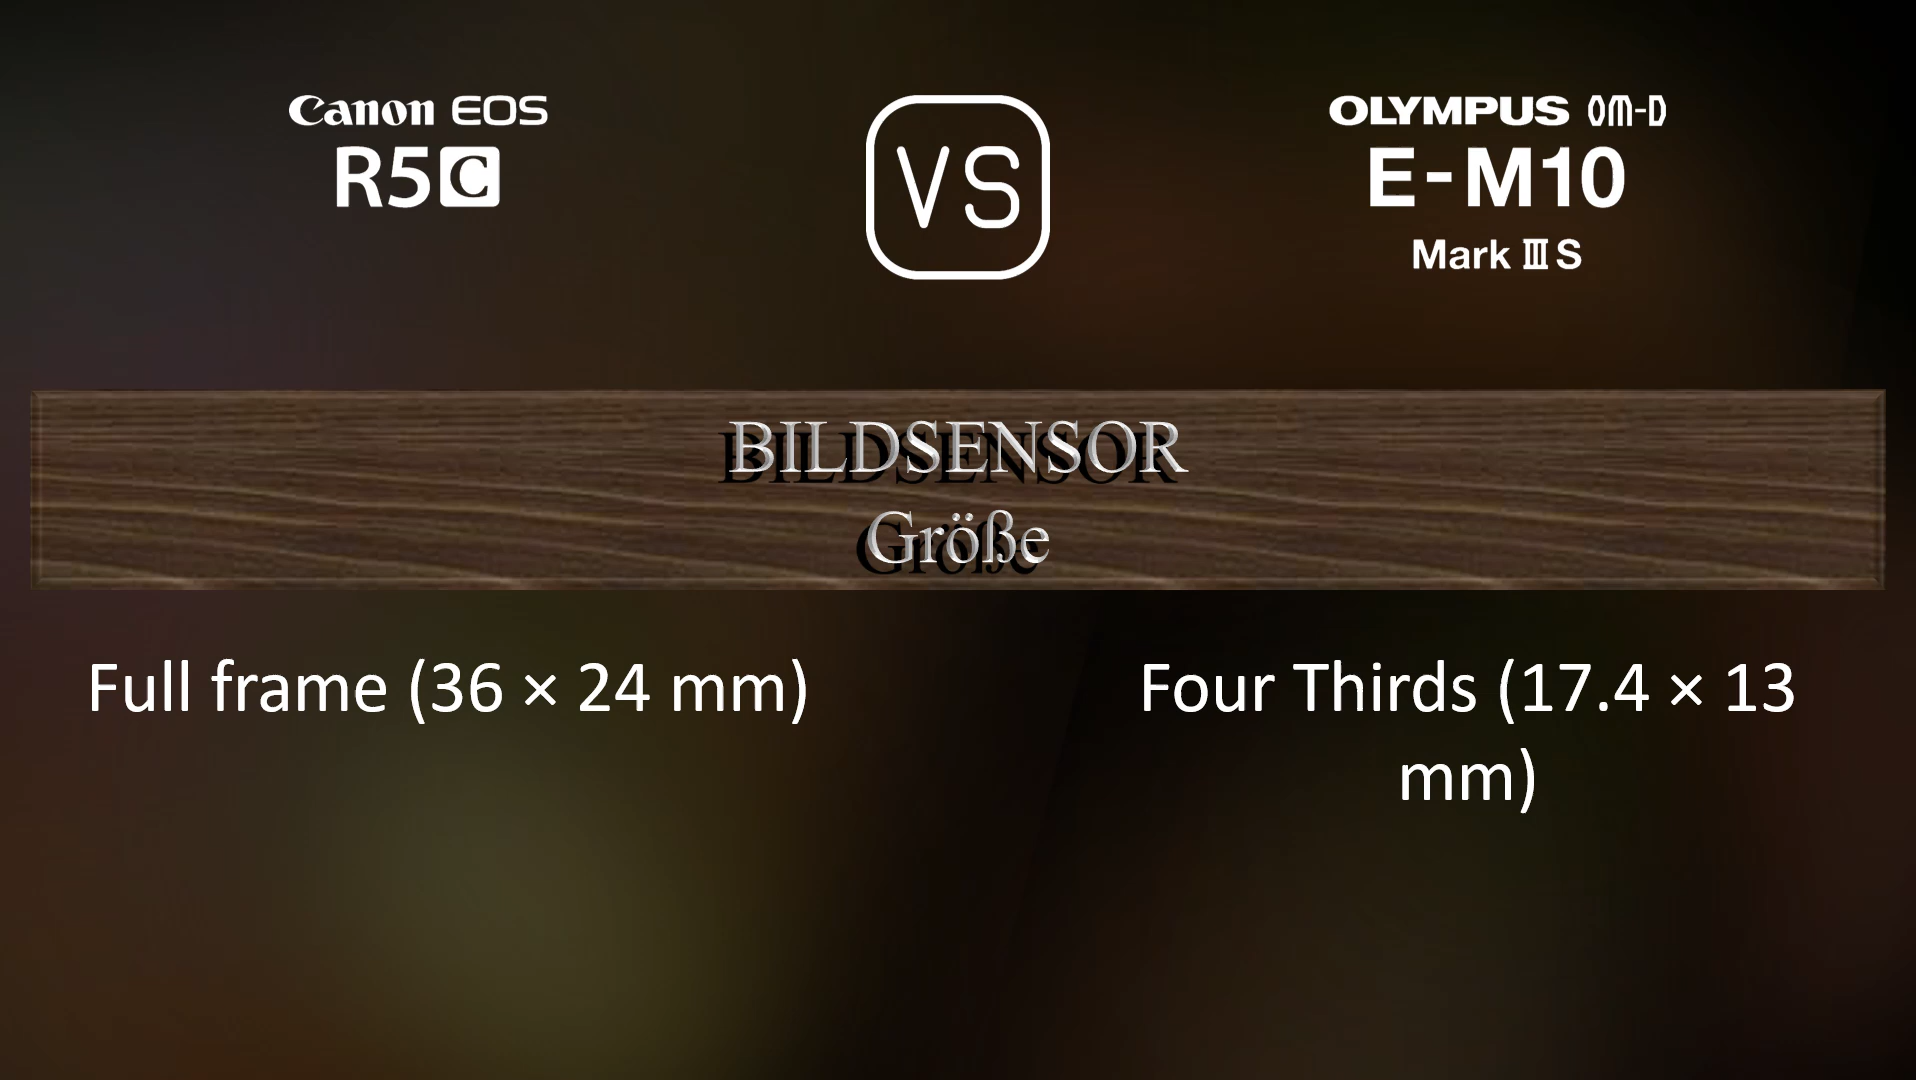 Canon EOS
R5 C
VS
OLYMPUS OM-D
E-M10
Mark III S
BILDSENSOR
Größe
Full frame (36 × 24 mm)
Four Thirds (17.4 × 13
mm)